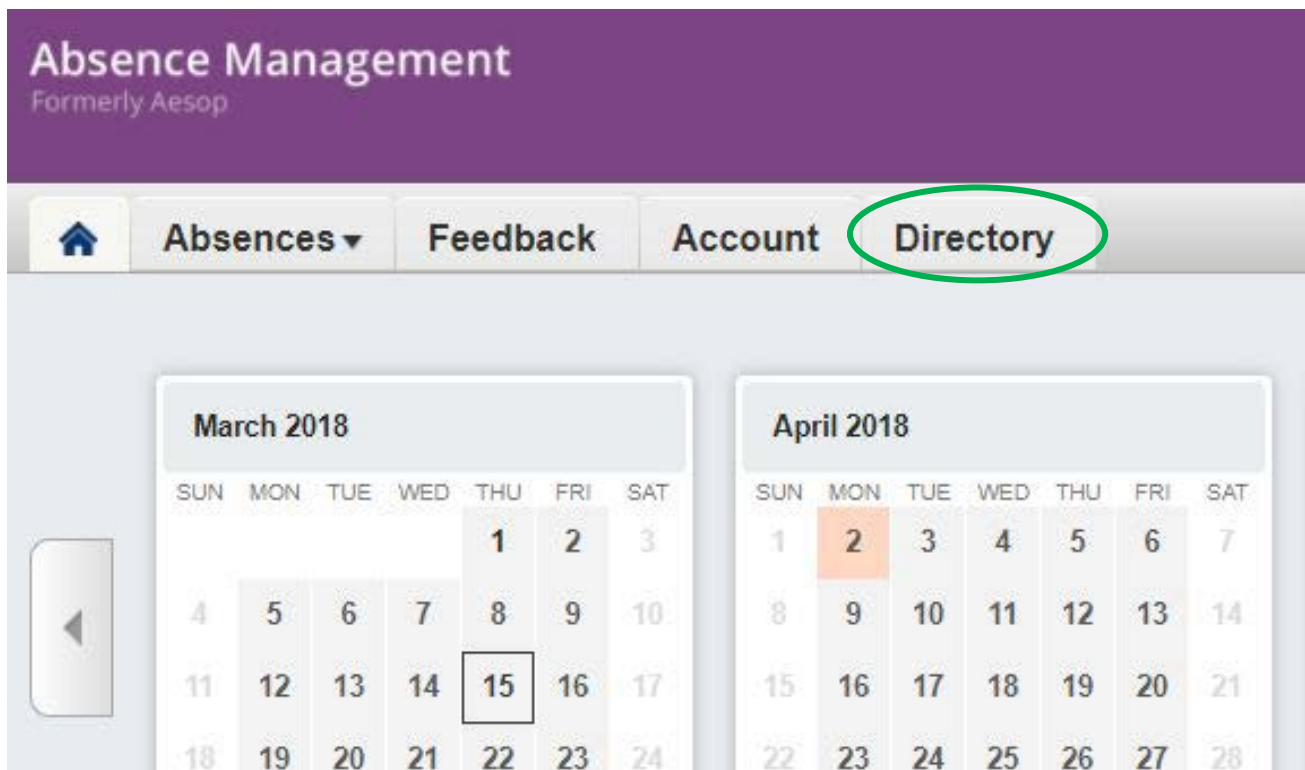 Absence Management
Formerly Aesop
Absences Feedback Account Directory
March 2018
SUN MON TUE WED THU FRI SAT
1 2 3
4 5 6 7 8 9 10
11 12 13 14 15 16 17
18 19 20 21 22 23 24
April 2018
SUN MON TUE WED THU FRI SAT
1 2 3 4 5 6 7
8 9 10 11 12 13 14
15 16 17 18 19 20 21
22 23 24 25 26 27 28